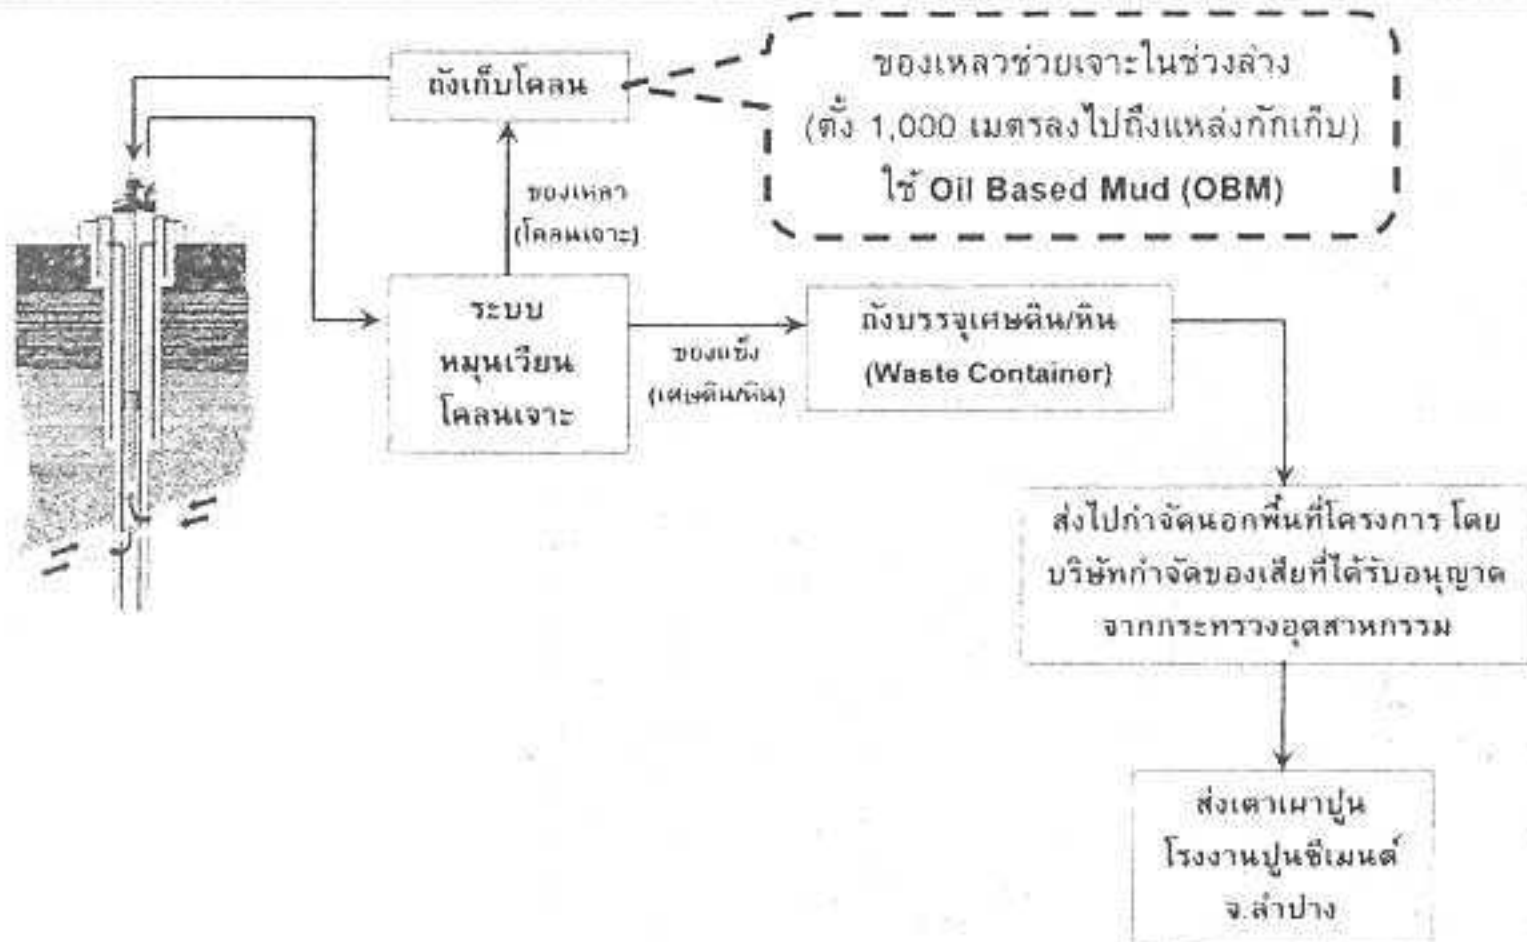 ถังเก็บโคลน
ของเหลวช่วยเจาะในช่วงล่าง
(ตั้ง 1,000 เมตรลงไปถึงแหล่งกักเก็บ)
ใช้ Oil Based Mud (OBM)
ของเหลว
(โคลนเจาะ)
ระบบ
หมุนเวียน
โคลนเจาะ
ของแข็ง
(เศษดิน/หิน)
ถังบรรจุเศษดิน/หิน
(Waste Container)
ส่งไปกำจัดนอกพื้นที่โครงการ โดย
บริษัทกำจัดของเสียที่ได้รับอนุญาต
จากกระทรวงอุตสาหกรรม
ส่งเตาเผาปูน
โรงงานปูนซีเมนต์
จ.ลำปาง